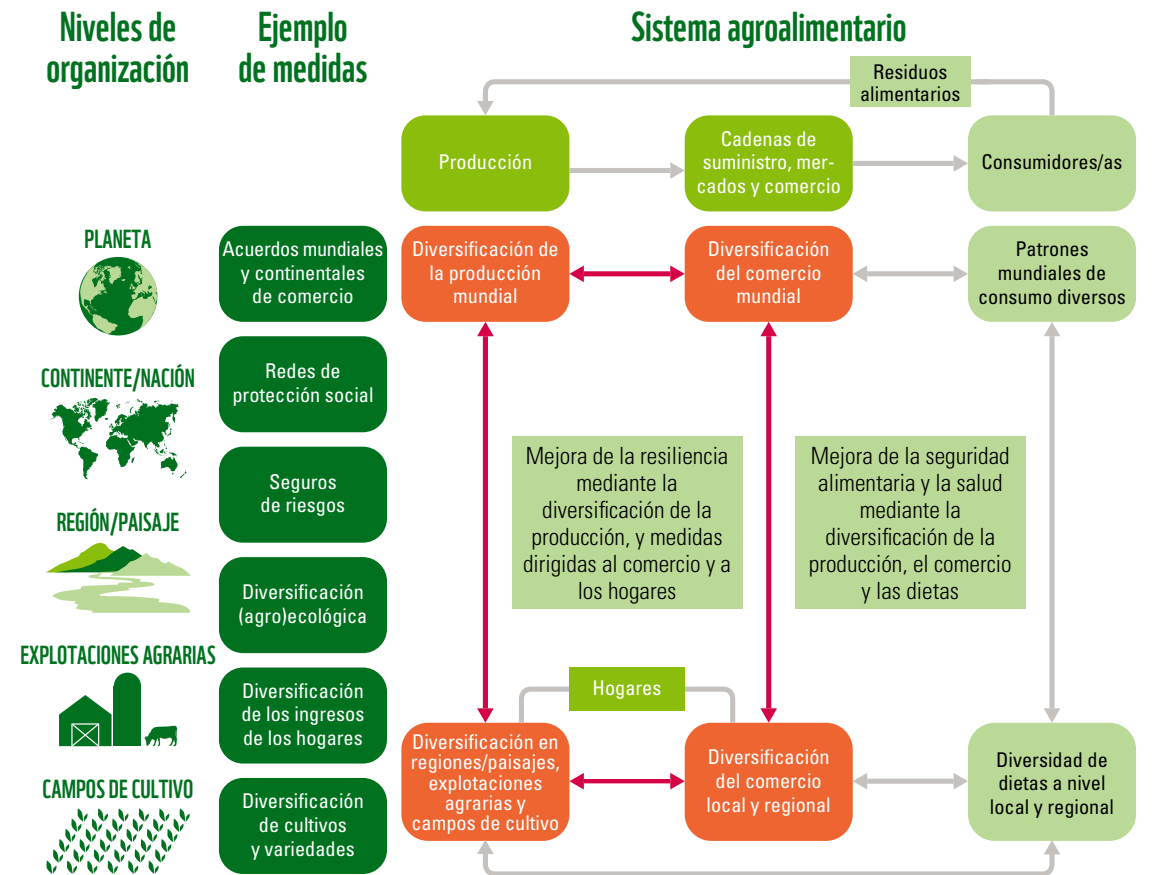 Niveles de
organización
Ejemplo
de medidas
Sistema agroalimentario
Residuos
alimentarios
Producción
Cadenas de
suministro, mer-
cados y comercio
Consumidores/as
PLANETA
Acuerdos mundiales
y continentales
de comercio
Diversificación de
la producción
mundial
Diversificación
del comercio
mundial
Patrones
mundiales de
consumo diversos
CONTINENTE/NACIÓN
Redes de
protección social
REGIÓN/PAISAJE
Seguros
de riesgos
Mejora de la resiliencia
mediante la
diversificación de la
producción, y medidas
dirigidas al comercio y a
los hogares
Mejora de la seguridad
alimentaria y la salud
mediante la
diversificación de la
producción, el comercio
y las dietas
Diversificación
(agro)ecológica
EXPLOTACIONES AGRARIAS
Diversificación
de los ingresos
de los hogares
Hogares
Diversificación en
regiones/paisajes,
explotaciones
agrarias y
campos de cultivo
Diversificación
del comercio
local y regional
Diversidad de
dietas a nivel
local y regional
CAMPOS DE CULTIVO
Diversificación
de cultivos
y variedades